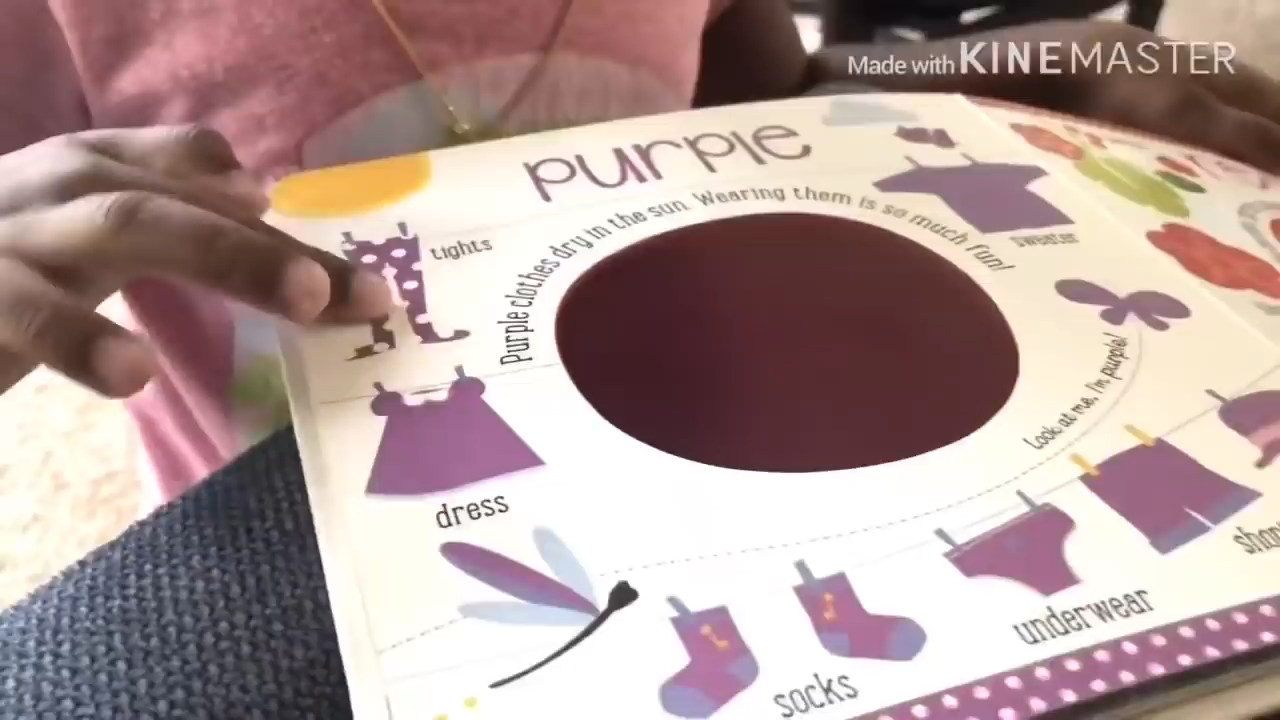 Made with KINEMASTER
purple
Purple clothes dry in the sun. Wearing them is so much fun!
tights
sweater
Look at me, I'm purple!
dress
underwear
socks